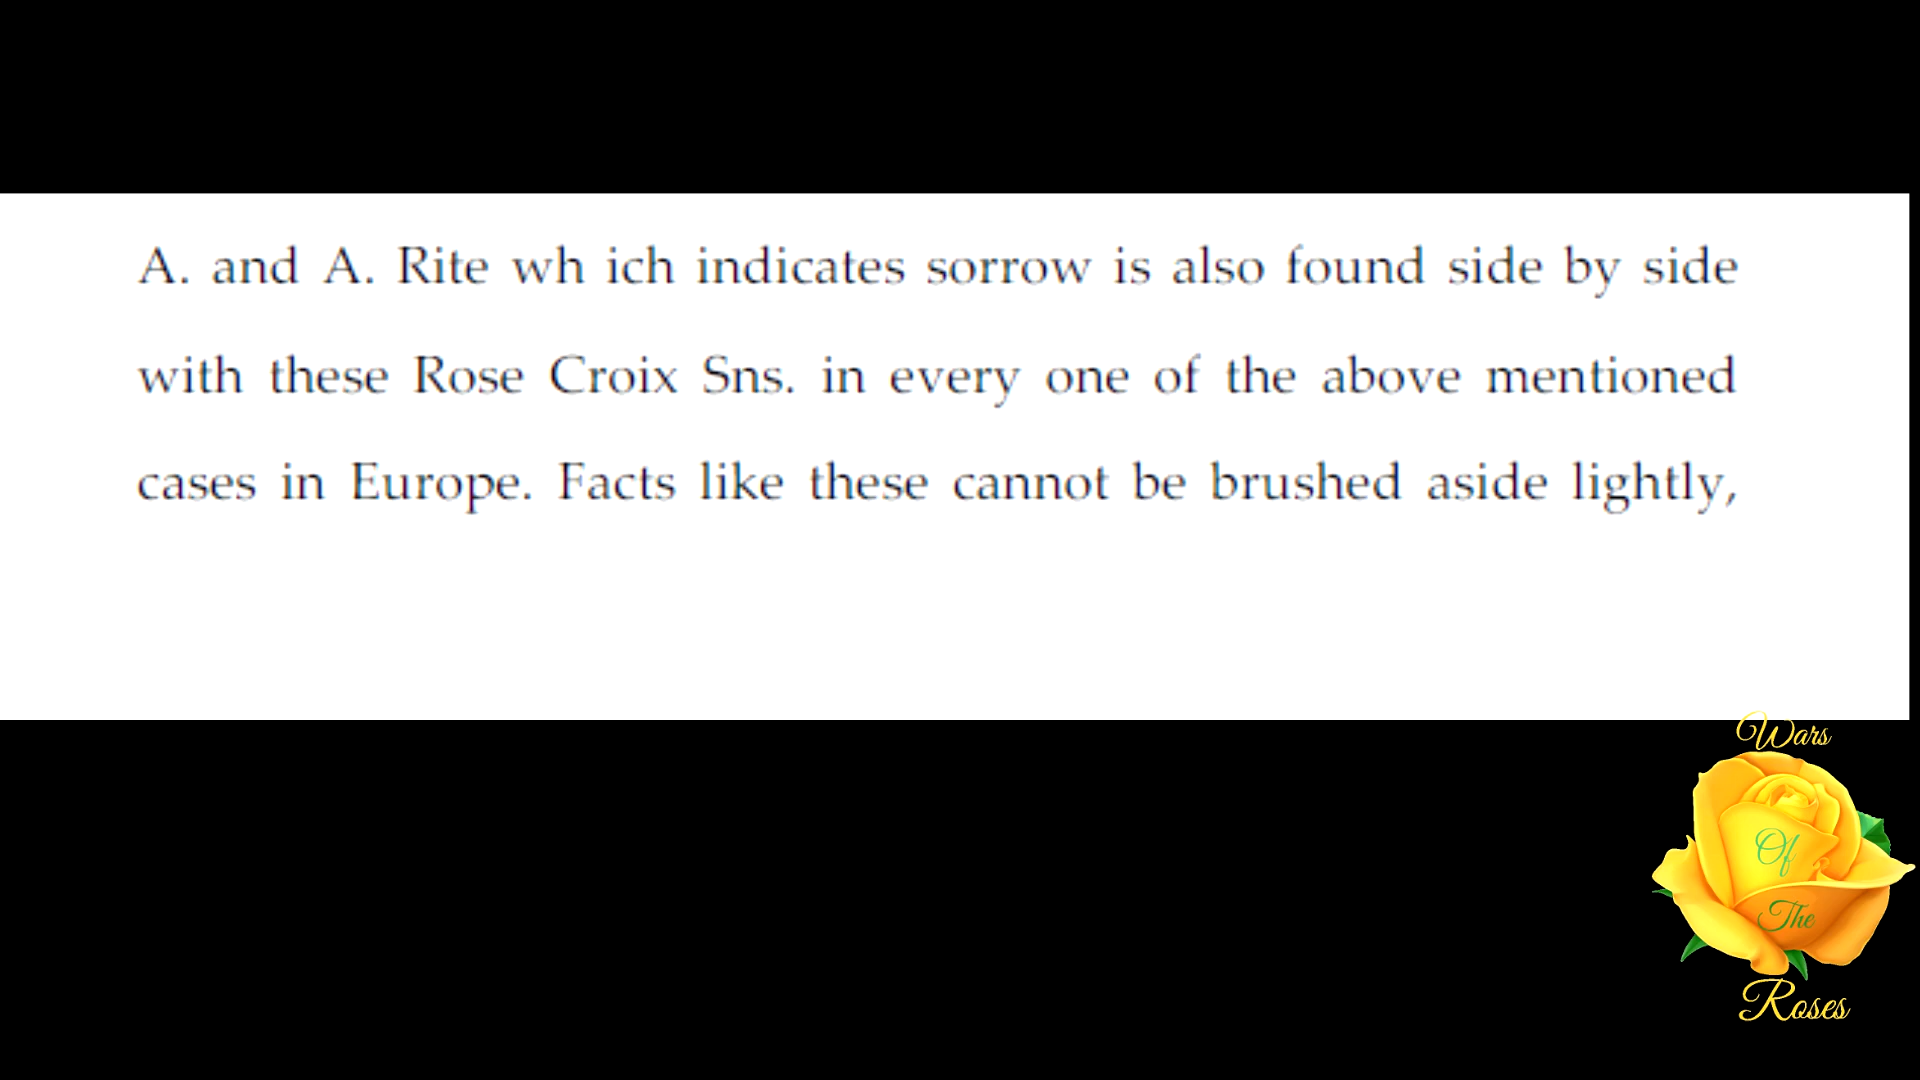 A. and A. Rite wh ich indicates sorrow is also found side by side
with these Rose Croix Sns. in every one of the above mentioned
cases in Europe. Facts like these cannot be brushed aside lightly,
Wars
Of
The
Roses